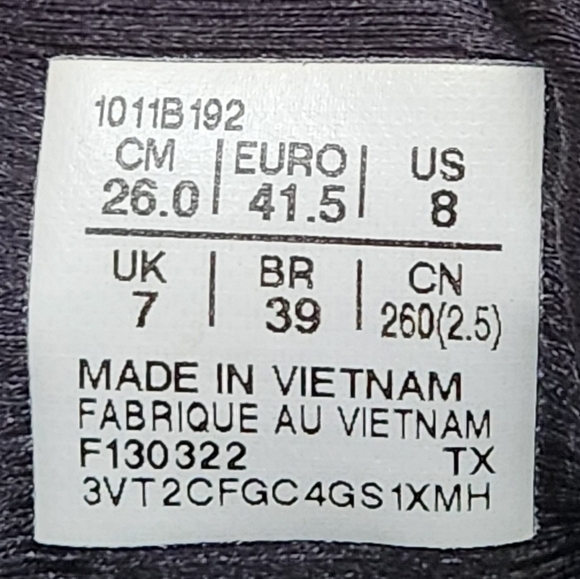 1011B192
CM | EURO | US
26.0 | 41.5 | 8
UK | BR | CN
7 | 39 | 260(2.5)
MADE IN VIETNAM
FABRIQUE AU VIETNAM
F130322 TX
3VT2CFGC4GS1XMH